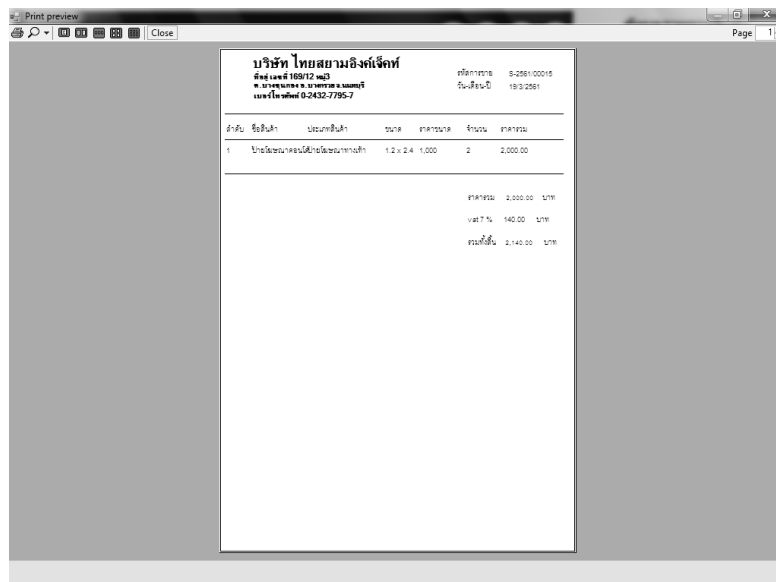 Print preview
Close
Page 1
บริษัท ไทยสยามอิงค์เจ็คท์
ที่อยู่ เลขที่ 169/12 หมู่3
ต.บางคูนกอง อ.บางกรวย จ.นนทบุรี
เบอร์โทรศัพท์ 0-2432-7795-7
รหัสการขาย S-2561/00015
วัน-เดือน-ปี 19/3/2561
ลำดับ ชื่อสินค้า ประเภทสินค้า ขนาด ราคาขนาด จำนวน ราคารวม
1 ป้ายโฆษณาคอนโดป้ายโฆษณาทางเท้า 1.2 x 2.4 1,000 2 2,000.00
ราคารวม 2,000.00 บาท
vat 7 % 140.00 บาท
รวมทั้งสิ้น 2,140.00 บาท